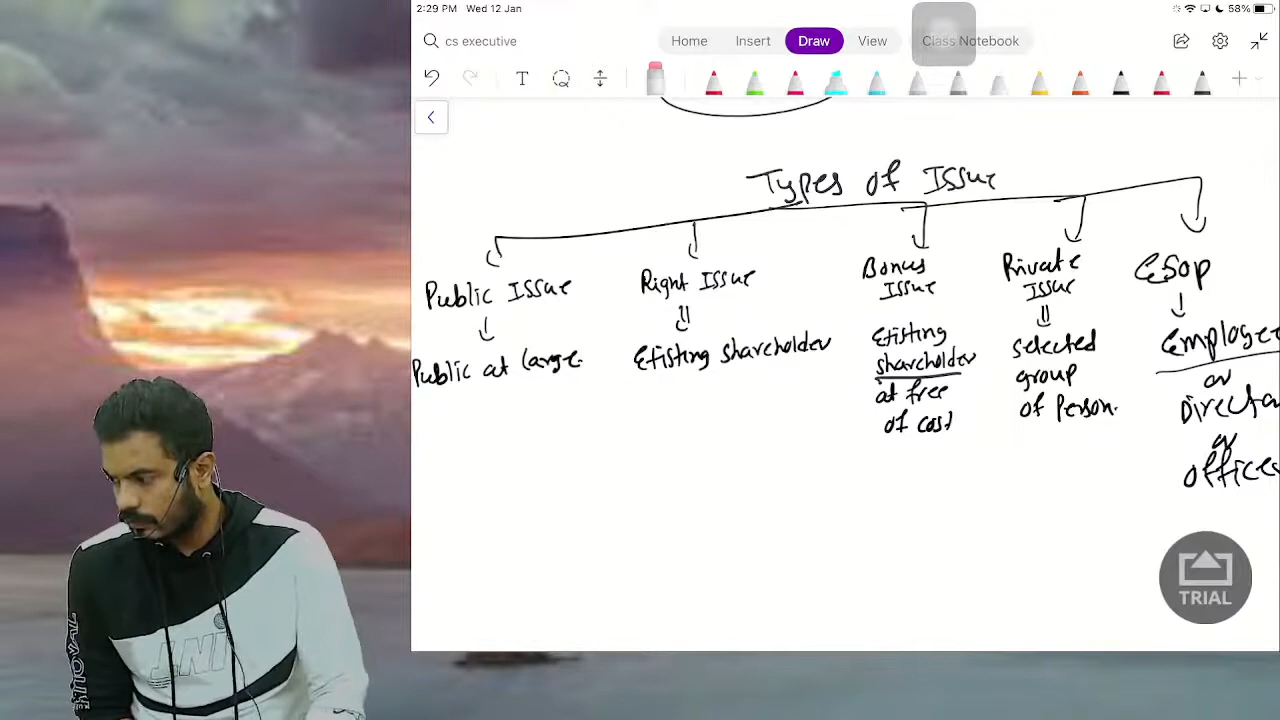 2:29 PM Wed 12 Jan
58%
cs executive
Home Insert Draw View Class Notebook
T
Types of Issue
Public Issue
Public at large.
Right Issue
Existing shareholder
Bonus
Issue
Existing
shareholder
at free
of cost
Private
Issue
selected
group
of Person.
ESOP
Employee
or
Director
or
office
TRIAL